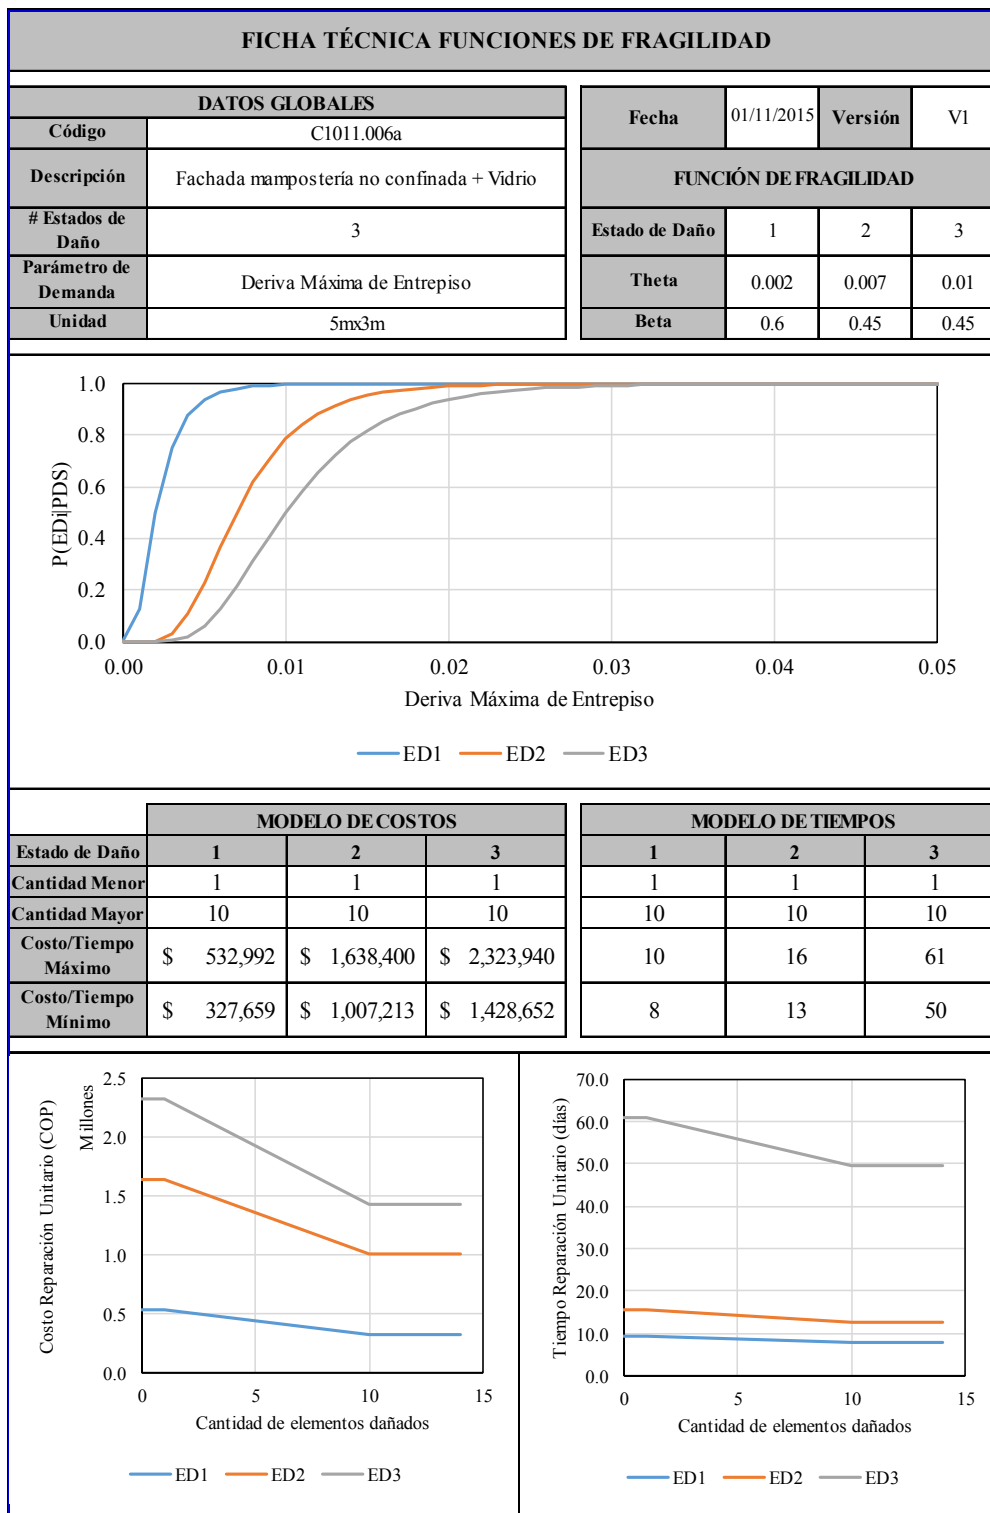 FICHA TÉCNICA FUNCIONES DE FRAGILIDAD
DATOS GLOBALES
Código C1011.006a
Descripción Fachada mampostería no confinada + Vidrio
# Estados de Daño 3
Parámetro de Demanda Deriva Máxima de Entrepiso
Unidad 5mx3m
Fecha 01/11/2015 Versión V1
FUNCIÓN DE FRAGILIDAD
Estado de Daño 1 2 3
Theta 0.002 0.007 0.01
Beta 0.6 0.45 0.45
P(EDi|PDS)
1.0
0.8
0.6
0.4
0.2
0.0
0.00 0.01 0.02 0.03 0.04 0.05
Deriva Máxima de Entrepiso
ED1 ED2 ED3
MODELO DE COSTOS MODELO DE TIEMPOS
Estado de Daño 1 2 3 1 2 3
Cantidad Menor 1 1 1 1 1 1
Cantidad Mayor 10 10 10 10 10 10
Costo/Tiempo Máximo $ 532,992 $ 1,638,400 $ 2,323,940 10 16 61
Costo/Tiempo Mínimo $ 327,659 $ 1,007,213 $ 1,428,652 8 13 50
Costo Reparación Unitario (COP)
Millones
2.5
2.0
1.5
1.0
0.5
0.0
0 5 10 15
Cantidad de elementos dañados
ED1 ED2 ED3
Tiempo Reparación Unitario (días)
70.0
60.0
50.0
40.0
30.0
20.0
10.0
0.0
0 5 10 15
Cantidad de elementos dañados
ED1 ED2 ED3